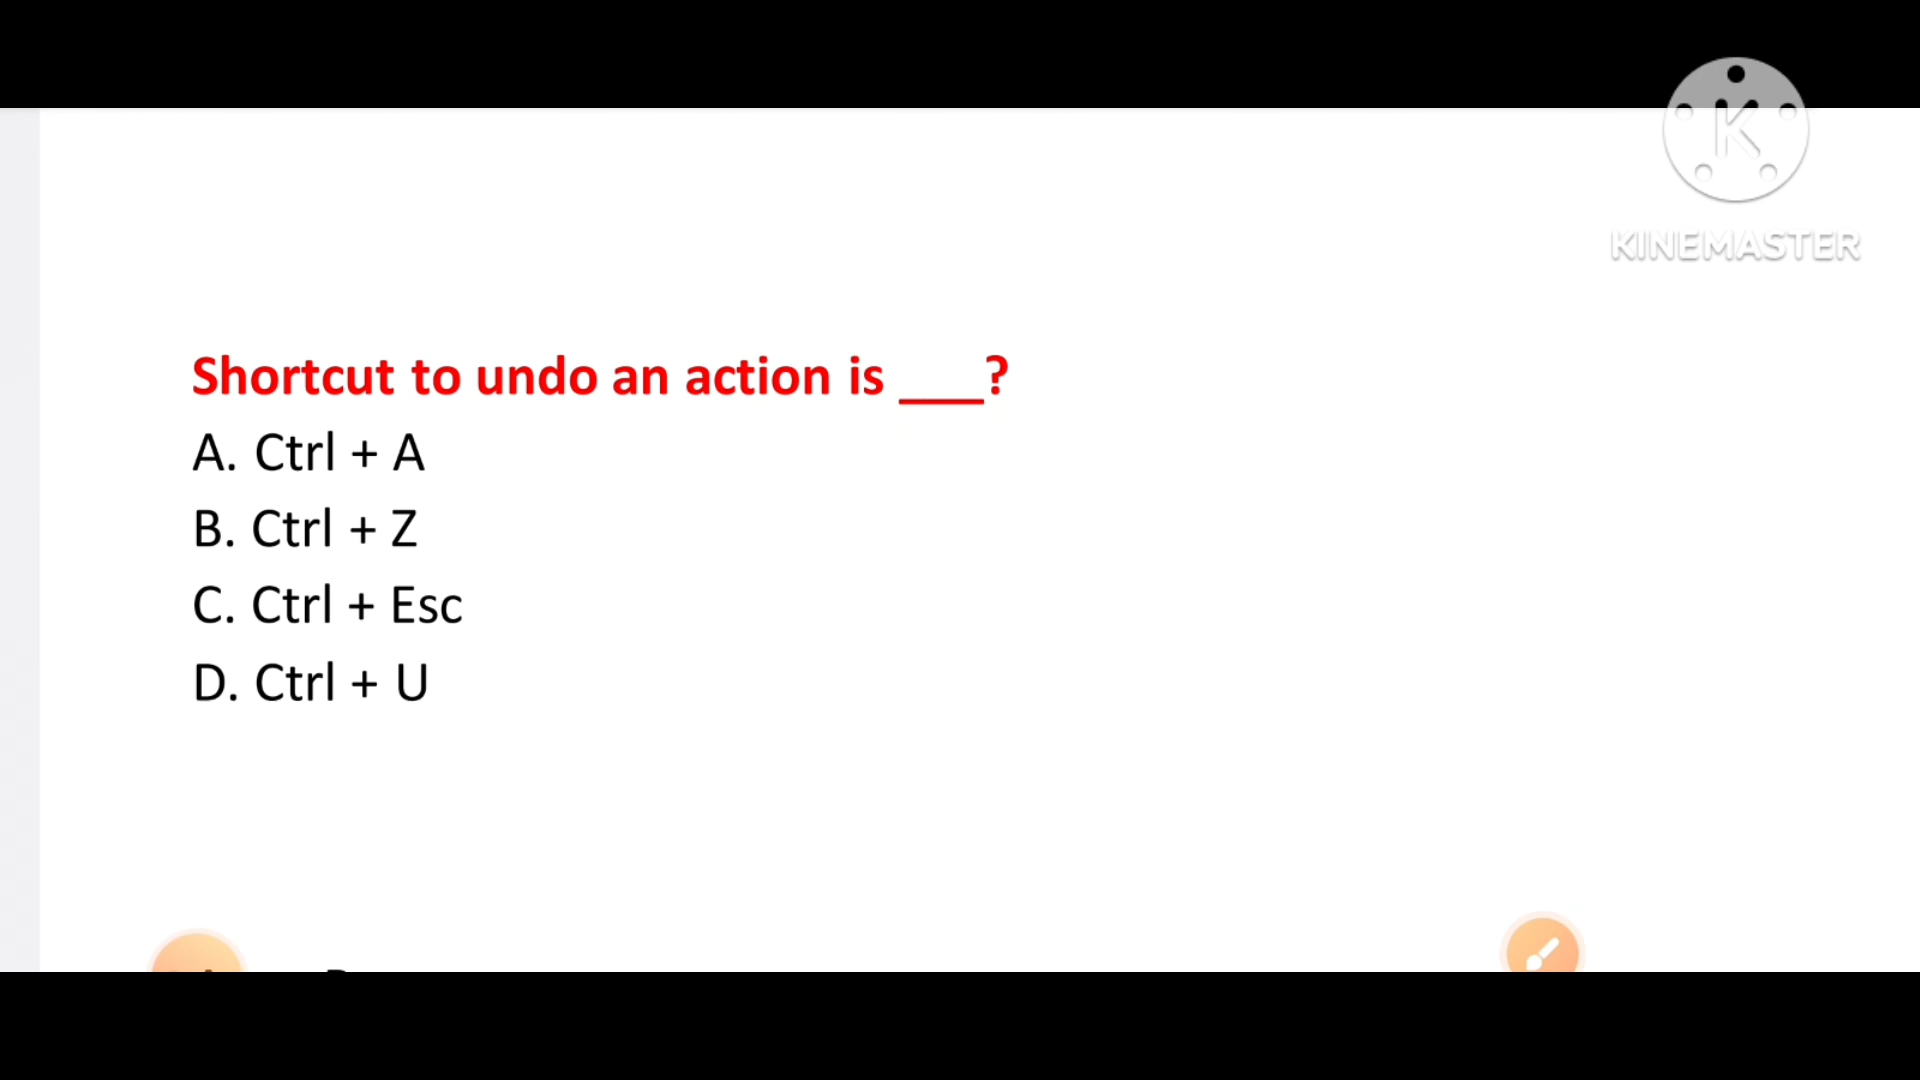 K
KINEMASTER
Shortcut to undo an action is ___?
A. Ctrl + A
B. Ctrl + Z
C. Ctrl + Esc
D. Ctrl + U